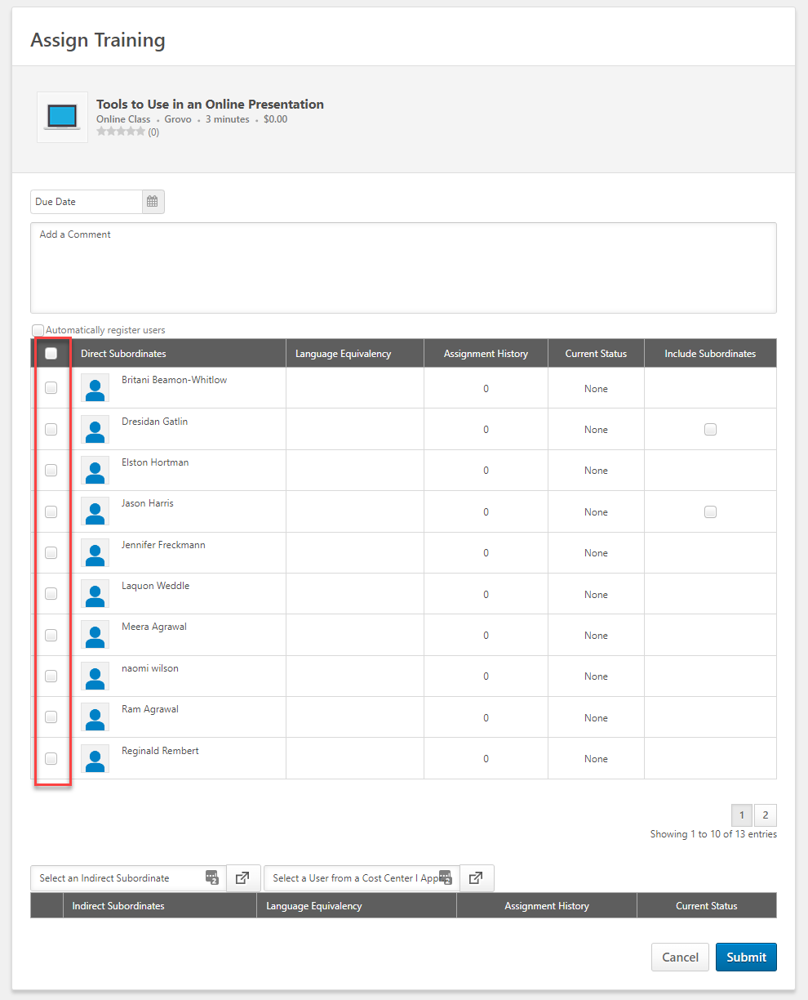 Assign Training
Tools to Use in an Online Presentation
Online Class • Grovo • 3 minutes • $0.00
(0)
Due Date
Add a Comment
Automatically register users
Direct Subordinates Language Equivalency Assignment History Current Status Include Subordinates
Britani Beamon-Whitlow 0 None
Dresidan Gatlin 0 None
Elston Hortman 0 None
Jason Harris 0 None
Jennifer Freckmann 0 None
Laquon Weddle 0 None
Meera Agrawal 0 None
naomi wilson 0 None
Ram Agrawal 0 None
Reginald Rembert 0 None
1 2
Showing 1 to 10 of 13 entries
Select an Indirect Subordinate 2 Select a User from a Cost Center I App 2
Indirect Subordinates Language Equivalency Assignment History Current Status
Cancel Submit